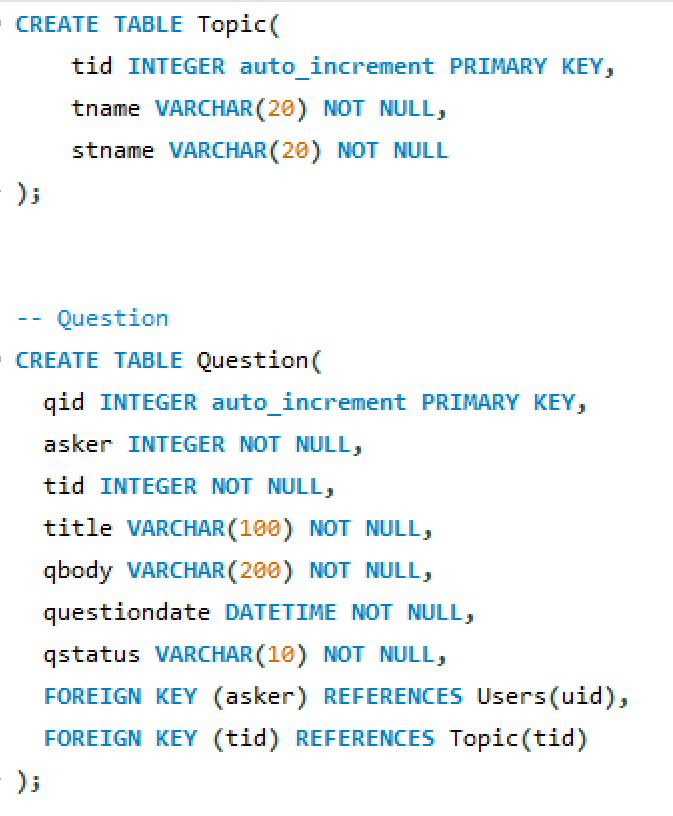 CREATE TABLE Topic(
tid INTEGER auto_increment PRIMARY KEY,
tname VARCHAR(20) NOT NULL,
stname VARCHAR(20) NOT NULL
);
-- Question
CREATE TABLE Question(
qid INTEGER auto_increment PRIMARY KEY,
asker INTEGER NOT NULL,
tid INTEGER NOT NULL,
title VARCHAR(100) NOT NULL,
qbody VARCHAR(200) NOT NULL,
questiondate DATETIME NOT NULL,
qstatus VARCHAR(10) NOT NULL,
FOREIGN KEY (asker) REFERENCES Users(uid),
FOREIGN KEY (tid) REFERENCES Topic(tid)
);